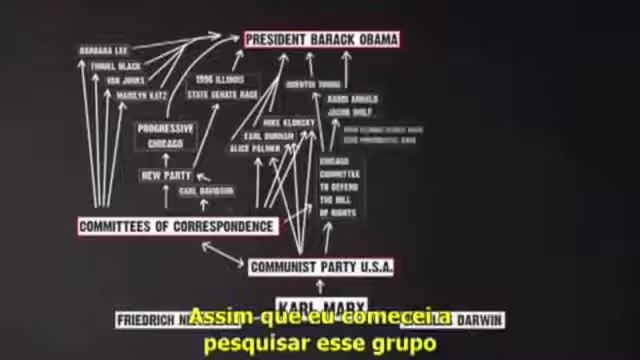 PRESIDENT BARACK OBAMA
BARBARA LEE
TIMUEL BLACK
VAN JONES
MARILYN KATZ
1996 ILLINOIS
STATE SENATE RACE
QUENTIN YOUNG
RABBI ARNOLD
JACOB WOLF
MIKE KLONSKY
EARL DURHAM
ALICE PALMER
PROGRESSIVE
CHICAGO
NEW PARTY
CARL DAVIDSON
CHICAGO
COMMITTEE
TO DEFEND
THE BILL
OF RIGHTS
COMMITTEES OF CORRESPONDENCE
COMMUNIST PARTY U.S.A.
KARL MARX
FRIEDRICH
DARWIN
Assim que eu comecei a
pesquisar esse grupo